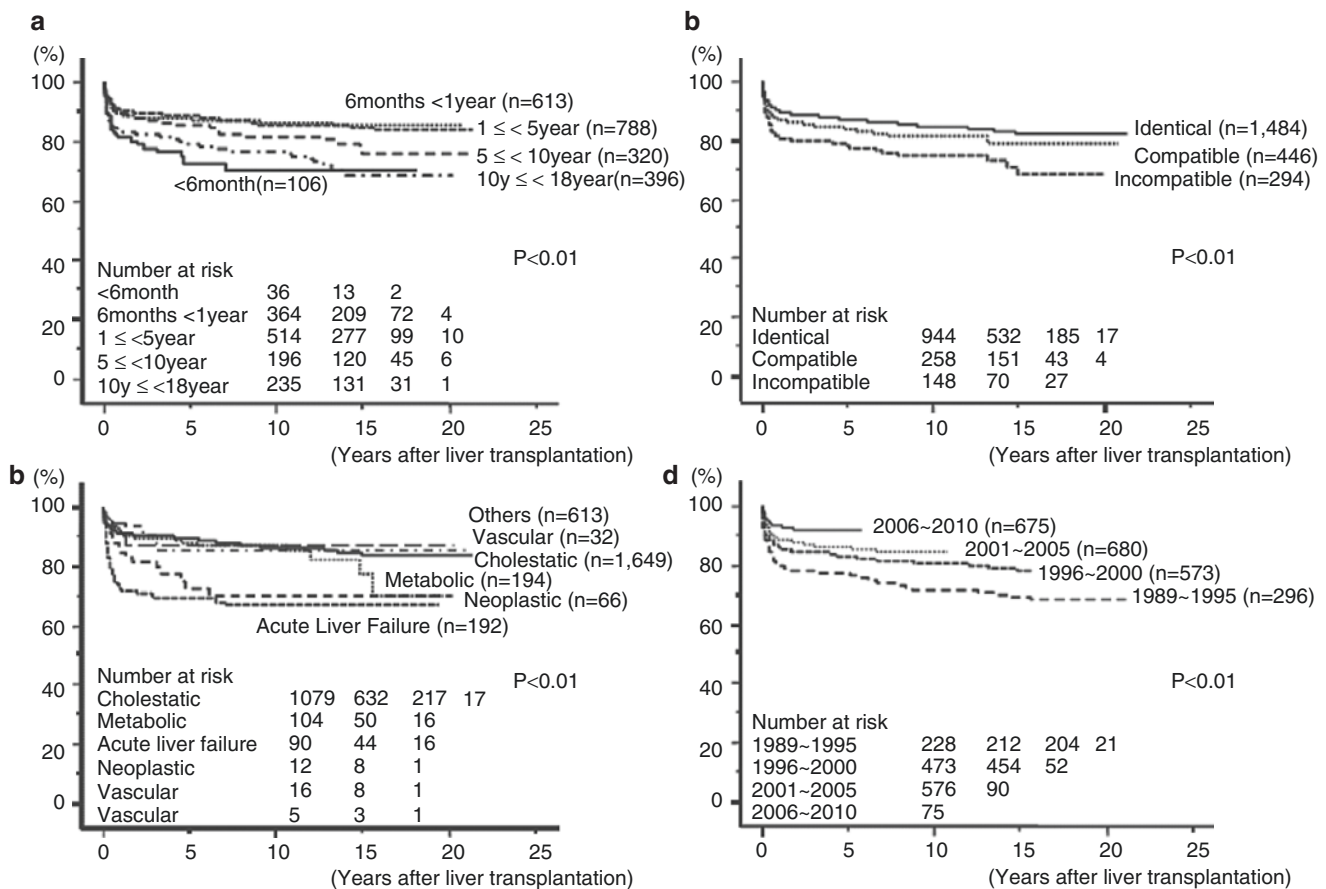 a
(%)
100
80
60
40
20
0
6months <1year (n=613)
1 ≤ < 5year (n=788)
5 ≤ < 10year (n=320)
10y ≤ < 18year(n=396)
<6month(n=106)
P<0.01
Number at risk
<6month 36 13 2
6months <1year 364 209 72 4
1 ≤ <5year 514 277 99 10
5 ≤ <10year 196 120 45 6
10y ≤ <18year 235 131 31 1
0 5 10 15 20 25
(Years after liver transplantation)
b
(%)
100
80
60
40
20
0
Identical (n=1,484)
Compatible (n=446)
Incompatible (n=294)
P<0.01
Number at risk
Identical 944 532 185 17
Compatible 258 151 43 4
Incompatible 148 70 27
0 5 10 15 20 25
(Years after liver transplantation)
b
(%)
100
80
60
40
20
0
Others (n=613)
Vascular (n=32)
Cholestatic (n=1,649)
Metabolic (n=194)
Neoplastic (n=66)
Acute Liver Failure (n=192)
P<0.01
Number at risk
Cholestatic 1079 632 217 17
Metabolic 104 50 16
Acute liver failure 90 44 16
Neoplastic 12 8 1
Vascular 16 8 1
Vascular 5 3 1
0 5 10 15 20 25
(Years after liver transplantation)
d
(%)
100
80
60
40
20
0
2006~2010 (n=675)
2001~2005 (n=680)
1996~2000 (n=573)
1989~1995 (n=296)
P<0.01
Number at risk
1989~1995 228 212 204 21
1996~2000 473 454 52
2001~2005 576 90
2006~2010 75
0 5 10 15 20 25
(Years after liver transplantation)